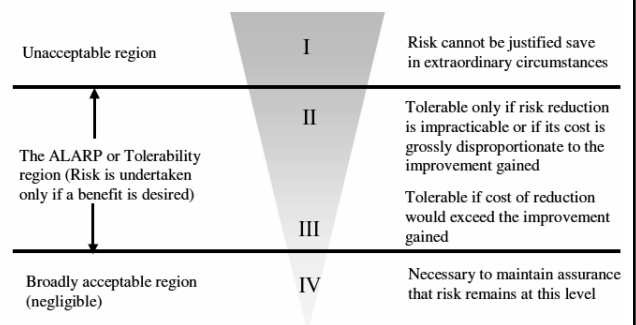 Unacceptable region
I
Risk cannot be justified save
in extraordinary circumstances
II
Tolerable only if risk reduction
is impracticable or if its cost is
grossly disproportionate to the
improvement gained
The ALARP or Tolerability
region (Risk is undertaken
only if a benefit is desired)
III
Tolerable if cost of reduction
would exceed the improvement
gained
Broadly acceptable region
(negligible)
IV
Necessary to maintain assurance
that risk remains at this level